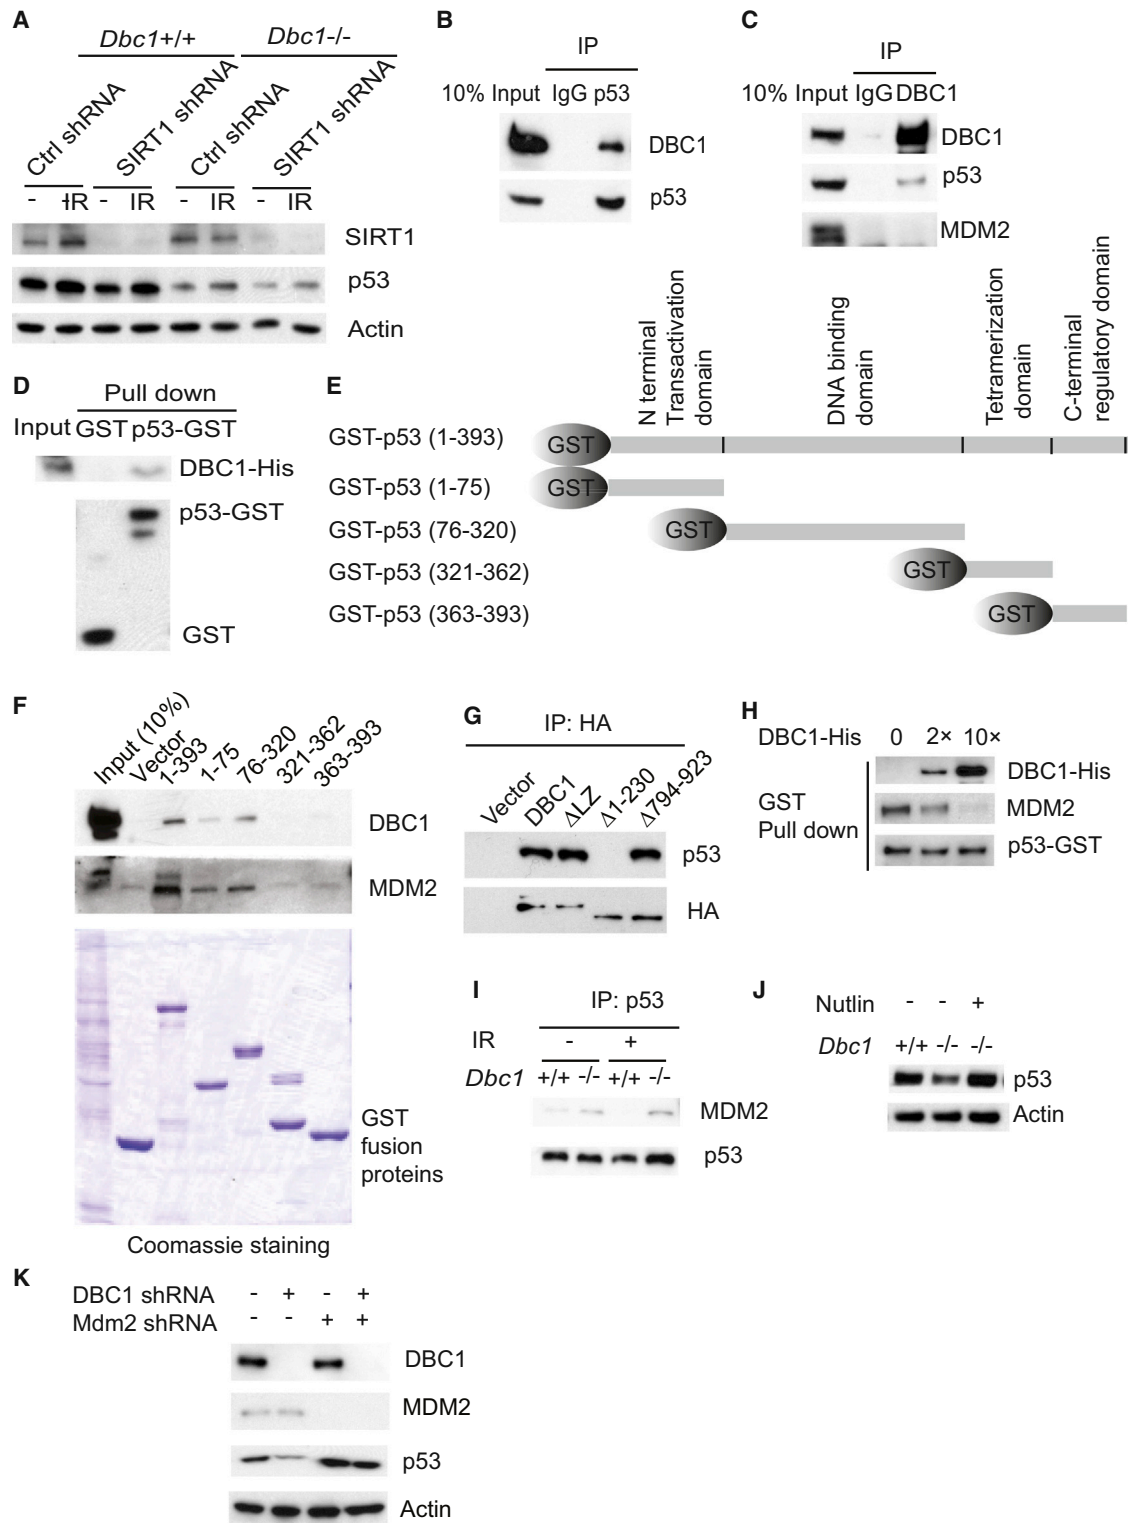 A
Dbc1+/+
Dbc1-/-
Ctrl shRNA
SIRT1 shRNA
Ctrl shRNA
SIRT1 shRNA
- IR - IR - IR - IR
SIRT1
p53
Actin
B
IP
10% Input IgG p53
DBC1
p53
C
IP
10% Input IgG DBC1
DBC1
p53
MDM2
D
Pull down
Input GST p53-GST
DBC1-His
p53-GST
GST
E
N terminal
Transactivation
domain
DNA binding
domain
Tetramerization
domain
C-terminal
regulatory domain
GST-p53 (1-393)
GST
GST-p53 (1-75)
GST
GST-p53 (76-320)
GST
GST-p53 (321-362)
GST
GST-p53 (363-393)
GST
F
Input (10%)
Vector
1-393
1-75
76-320
321-362
363-393
DBC1
MDM2
GST
fusion
proteins
Coomassie staining
G
IP: HA
Vector
DBC1
ΔLZ
Δ1-230
Δ794-923
p53
HA
H
DBC1-His 0 2× 10×
GST
Pull down
DBC1-His
MDM2
p53-GST
I
IP: p53
IR - +
Dbc1 +/+ -/- +/+ -/-
MDM2
p53
J
Nutlin - - +
Dbc1 +/+ -/- -/-
p53
Actin
K
DBC1 shRNA - + - +
Mdm2 shRNA - - + +
DBC1
MDM2
p53
Actin